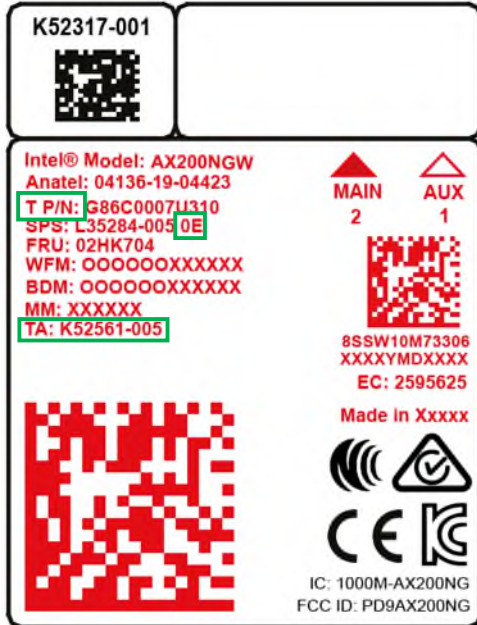 K52317-001
Intel® Model: AX200NGW
Anatel: 04136-19-04423
T P/N: G86C0007U310
SPS: L35284-005 0E
FRU: 02HK704
WFM: OOOOOOXXXXXX
BDM: OOOOOOXXXXXX
MM: XXXXXX
TA: K52561-005
MAIN AUX
2 1
8SSW10M73306
XXXXYMDXXXX
EC: 2595625
Made in Xxxxx
CE
IC: 1000M-AX200NG
FCC ID: PD9AX200NG